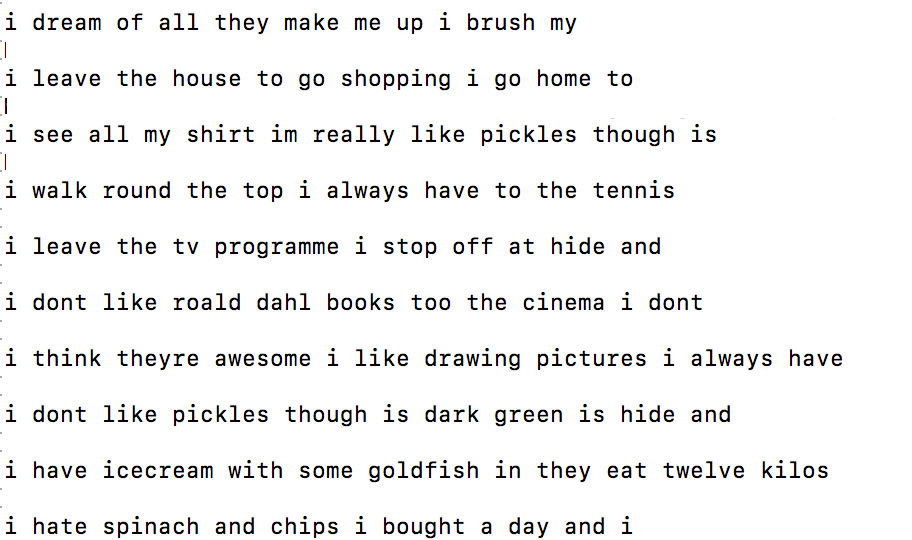 i dream of all they make me up i brush my
i leave the house to go shopping i go home to
i see all my shirt im really like pickles though is
i walk round the top i always have to the tennis
i leave the tv programme i stop off at hide and
i dont like roald dahl books too the cinema i dont
i think theyre awesome i like drawing pictures i always have
i dont like pickles though is dark green is hide and
i have icecream with some goldfish in they eat twelve kilos
i hate spinach and chips i bought a day and i